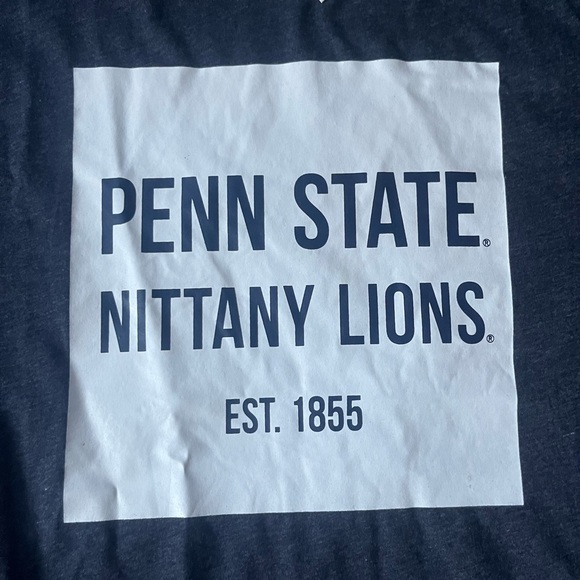 PENN STATE®
NITTANY LIONS®
EST. 1855